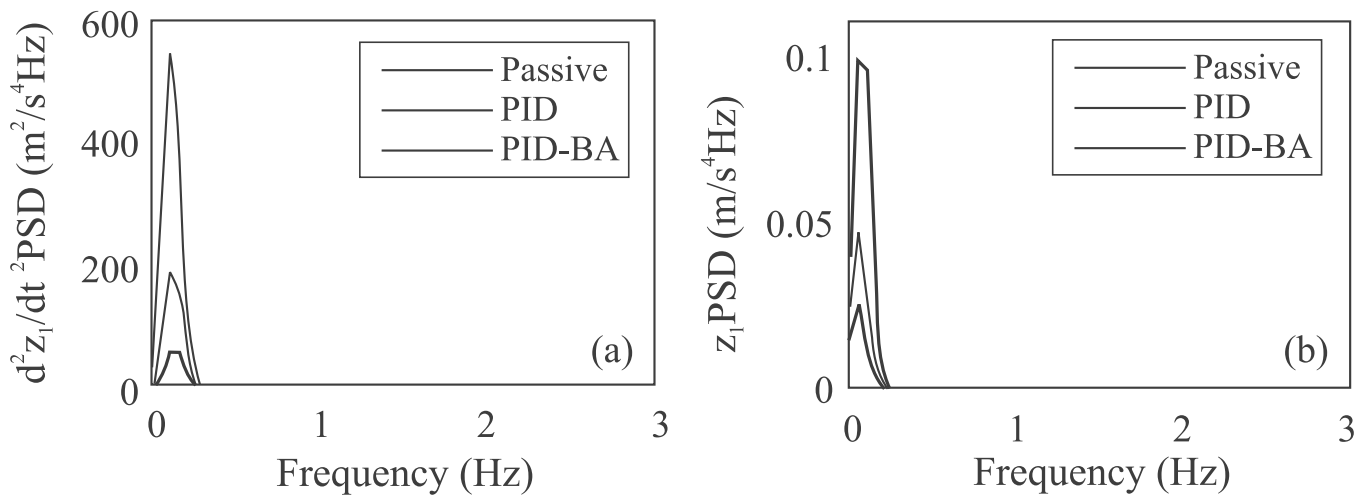 600
400
200
0
d²z₁/dt ²PSD (m²/s⁴Hz)
Passive
PID
PID-BA
(a)
0 1 2 3
Frequency (Hz)
0.1
0.05
0
z₁PSD (m/s⁴Hz)
Passive
PID
PID-BA
(b)
0 1 2 3
Frequency (Hz)